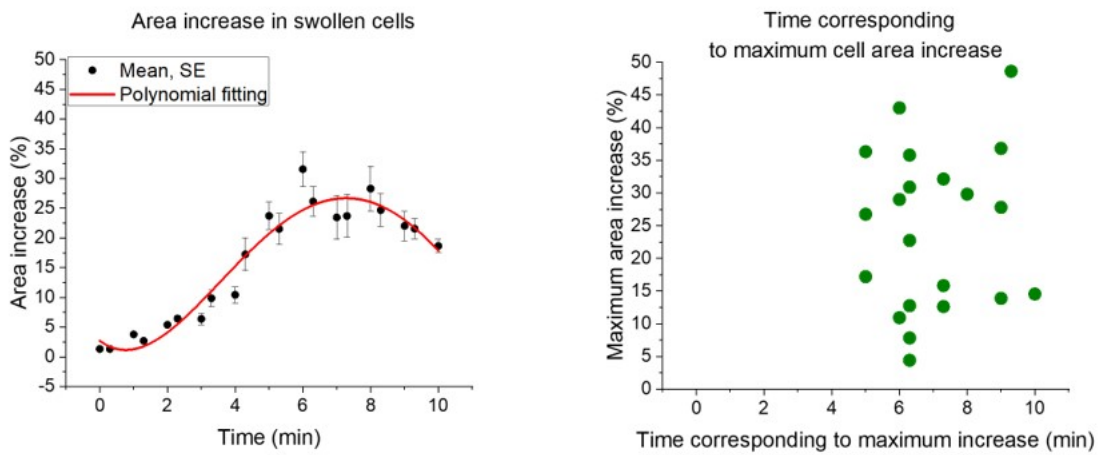 Area increase in swollen cells
50
45
40
35
30
25
20
15
10
5
0
-5
Area increase (%)
Mean, SE
Polynomial fitting
0 2 4 6 8 10
Time (min)
Time corresponding
to maximum cell area increase
50
45
40
35
30
25
20
15
10
5
0
Maximum area increase (%)
0 2 4 6 8 10
Time corresponding to maximum increase (min)